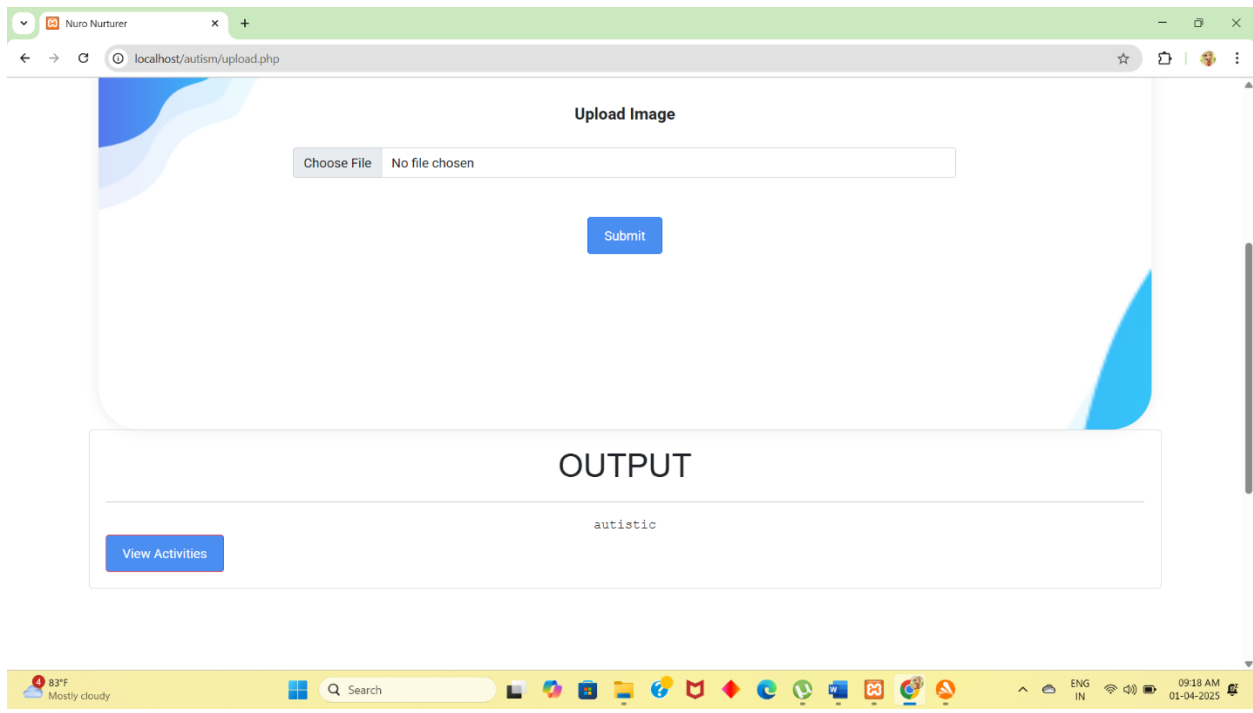 Nuro Nurturer
localhost/autism/upload.php
Upload Image
Choose File No file chosen
Submit
OUTPUT
autistic
View Activities
4
83°F
Mostly cloudy
Search
ENG
IN
09:18 AM
01-04-2025